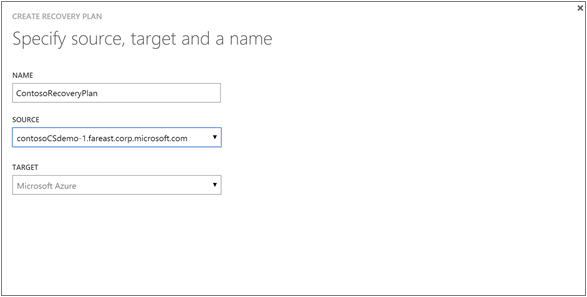 CREATE RECOVERY PLAN
Specify source, target and a name
NAME
ContosoRecoveryPlan
SOURCE
contosoCSdemo-1.fareast.corp.microsoft.com
TARGET
Microsoft Azure